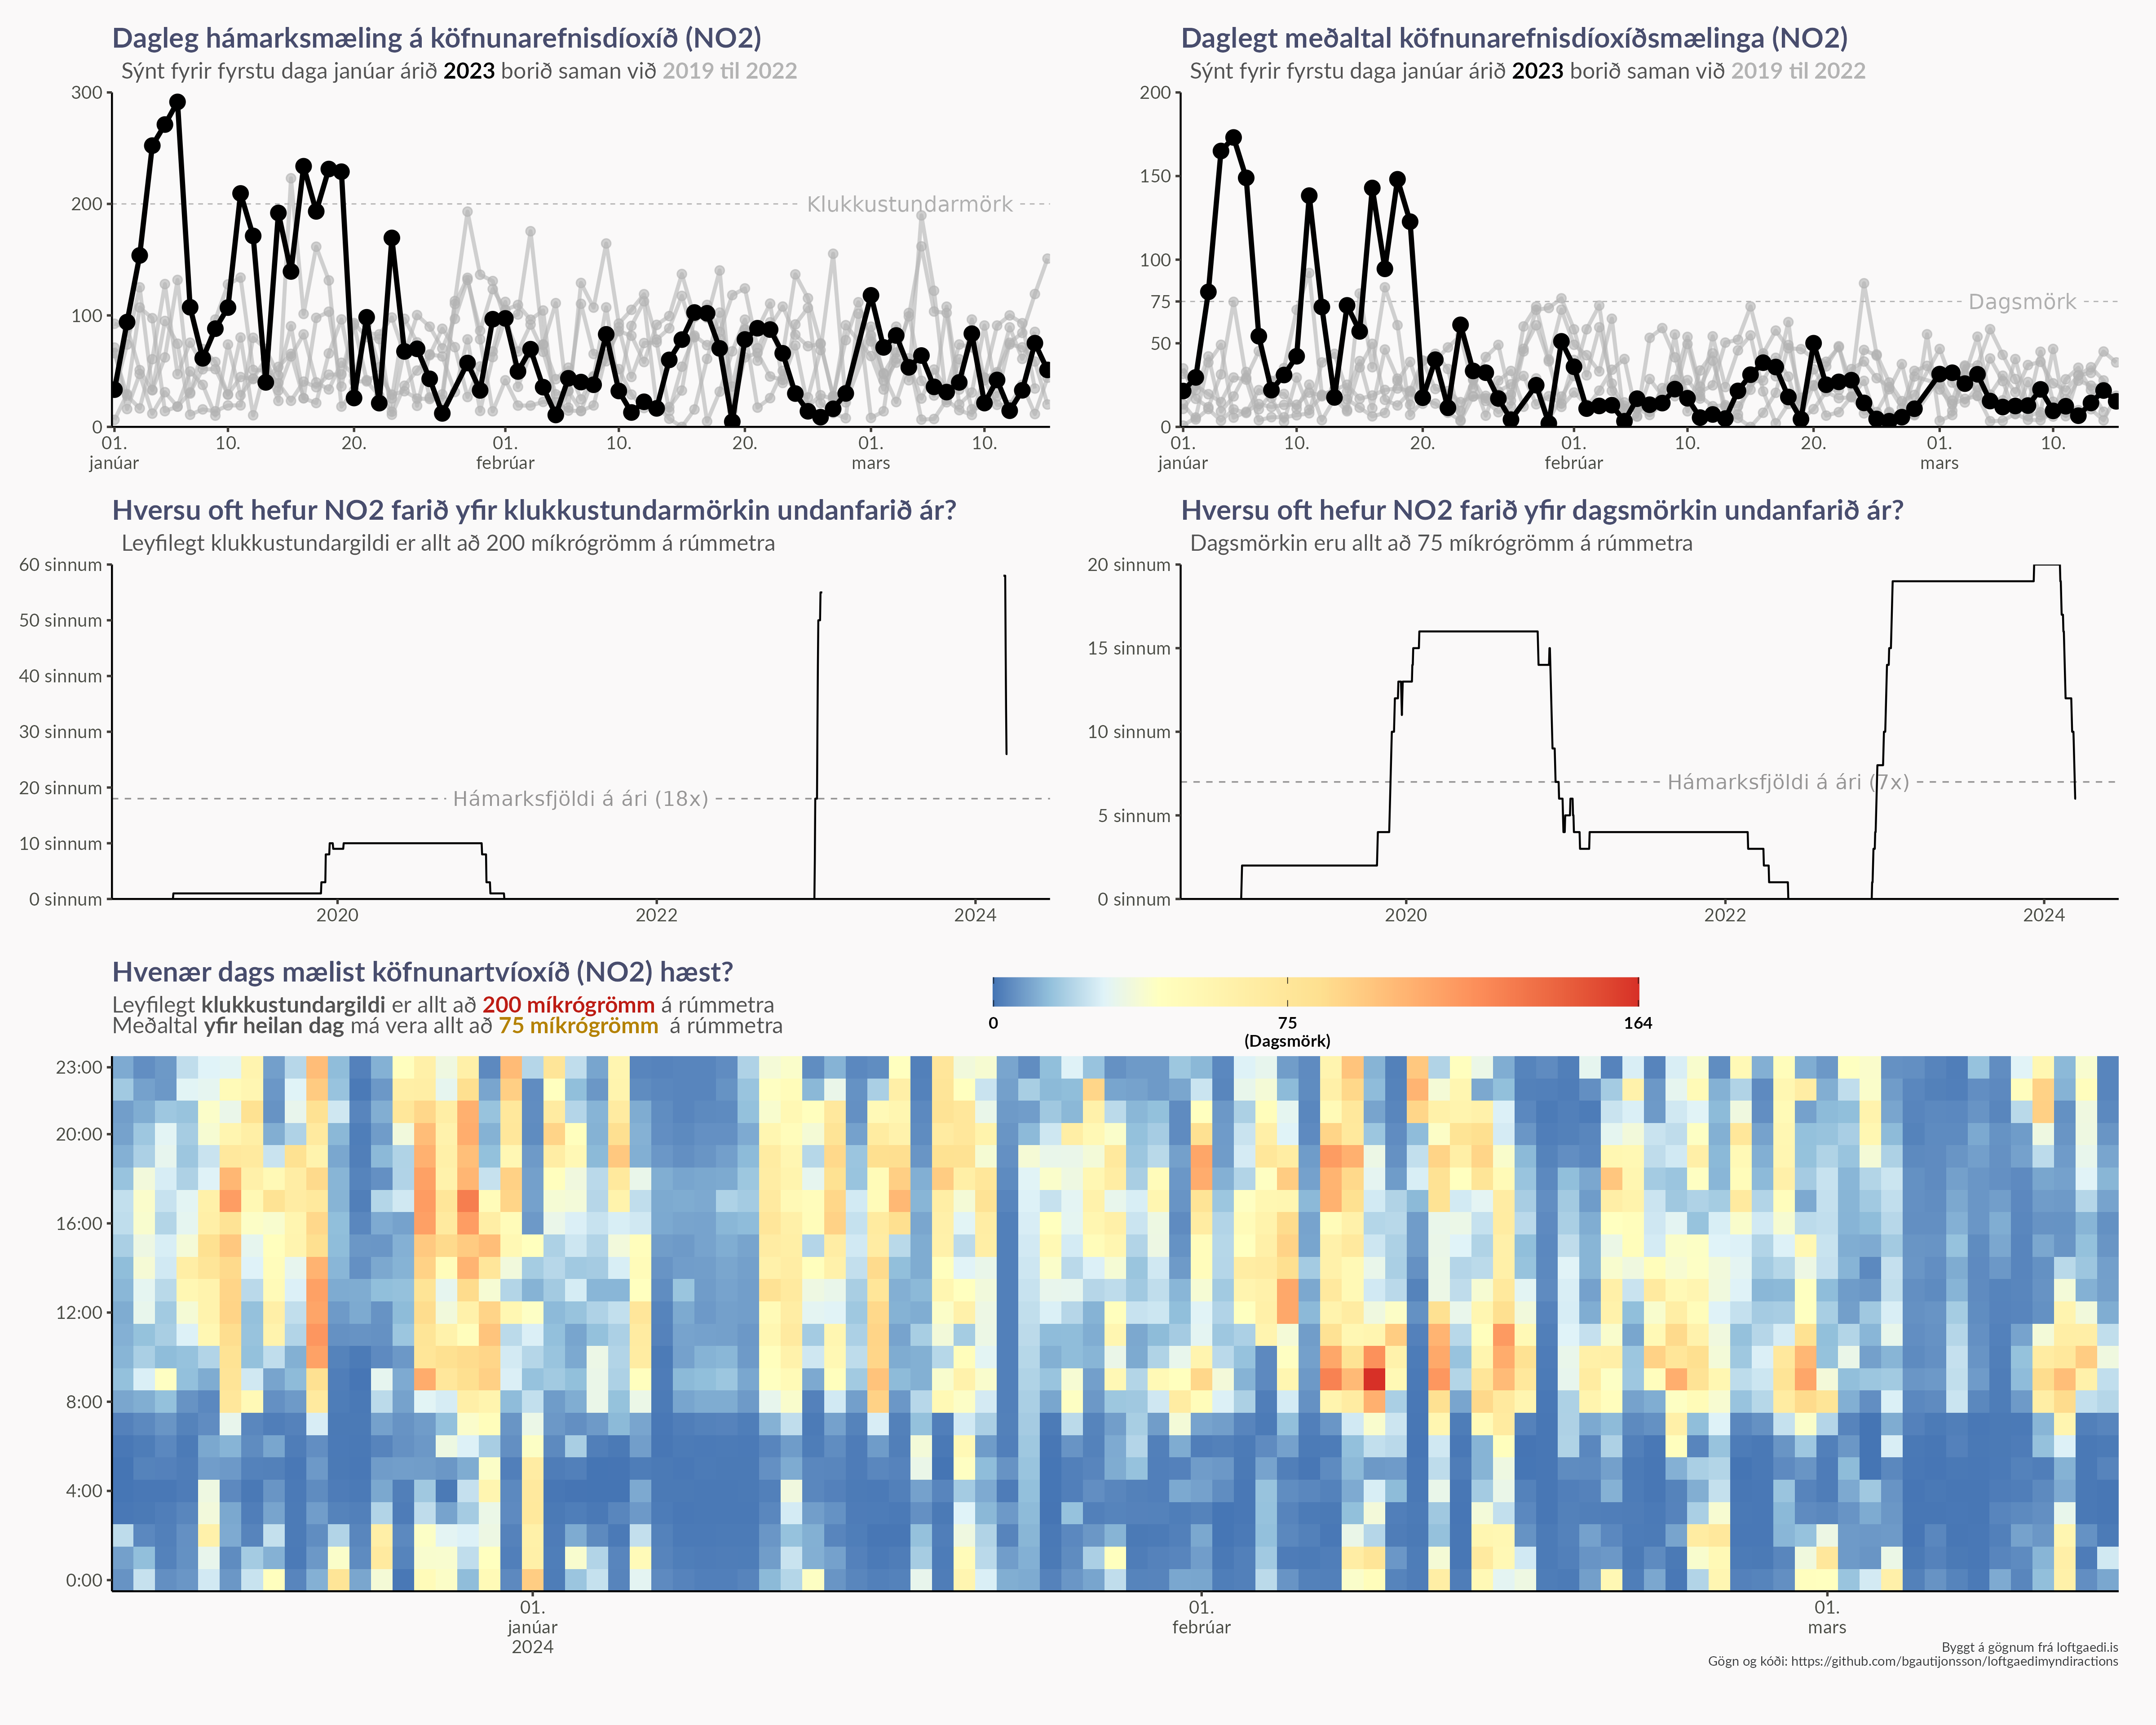 Dagleg hámarksmæling á köfnunarefnisdíoxíð (NO2)
Sýnt fyrir fyrstu daga janúar árið 2023 borið saman við 2019 til 2022
300
200
100
0
Klukkustundarmörk
01. 10. 20. 01. 10. 20. 01. 10.
janúar febrúar mars
Daglegt meðaltal köfnunarefnisdíoxíðsmælinga (NO2)
Sýnt fyrir fyrstu daga janúar árið 2023 borið saman við 2019 til 2022
200
150
100
75
50
0
Dagsmörk
01. 10. 20. 01. 10. 20. 01. 10.
janúar febrúar mars
Hversu oft hefur NO2 farið yfir klukkustundarmörkin undanfarið ár?
Leyfilegt klukkustundargildi er allt að 200 míkrógrömm á rúmmetra
60 sinnum
50 sinnum
40 sinnum
30 sinnum
20 sinnum
10 sinnum
0 sinnum
Hámarksfjöldi á ári (18x)
2020 2022 2024
Hversu oft hefur NO2 farið yfir dagsmörkin undanfarið ár?
Dagsmörkin eru allt að 75 míkrógrömm á rúmmetra
20 sinnum
15 sinnum
10 sinnum
5 sinnum
0 sinnum
Hámarksfjöldi á ári (7x)
2020 2022 2024
Hvenær dags mælist köfnunartvíoxíð (NO2) hæst?
Leyfilegt klukkustundargildi er allt að 200 míkrógrömm á rúmmetra
Meðaltal yfir heilan dag má vera allt að 75 míkrógrömm á rúmmetra
0 75 164
(Dagsmörk)
23:00
20:00
16:00
12:00
8:00
4:00
0:00
01. 01. 01.
janúar febrúar mars
2024
Byggt á gögnum frá loftgaedi.is
Gögn og kóði: https://github.com/bgautijonsson/loftgaedimyndiractions